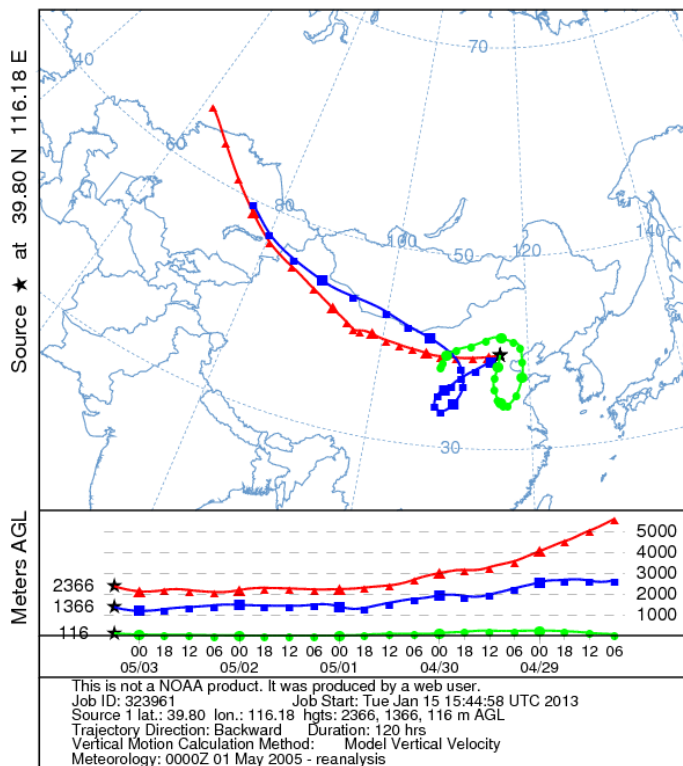 Source ★ at 39.80 N 116.18 E
40
60
80
100
50
120
140
70
30
Meters AGL
5000
4000
3000
2000
1000
2366
1366
116
00 18 12 06 00 18 12 06 00 18 12 06 00 18 12 06 00 18 12 06
05/03 05/02 05/01 04/30 04/29
This is not a NOAA product. It was produced by a web user.
Job ID: 323961 Job Start: Tue Jan 15 15:44:58 UTC 2013
Source 1 lat.: 39.80 lon.: 116.18 hgts: 2366, 1366, 116 m AGL
Trajectory Direction: Backward Duration: 120 hrs
Vertical Motion Calculation Method: Model Vertical Velocity
Meteorology: 0000Z 01 May 2005 - reanalysis